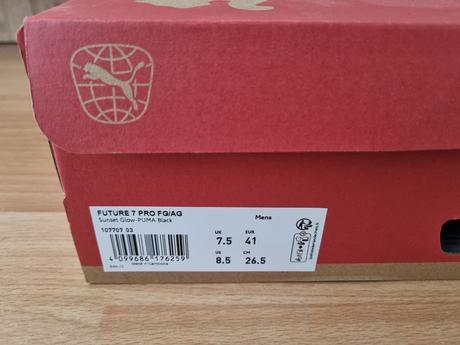 FUTURE 7 PRO FG/AG
Sunset Glow-PUMA Black
107707 03
Mens
UK EUR
7.5 41
US CM
8.5 26.5
4 099686 176259
Made in Cambodia